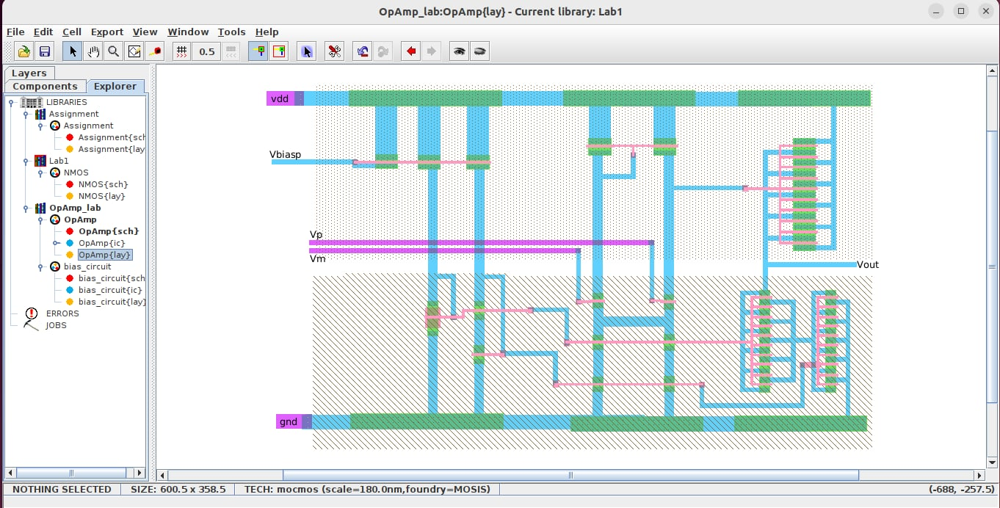 OpAmp_lab:OpAmp{lay} - Current library: Lab1
File Edit Cell Export View Window Tools Help
0.5
Layers
Components Explorer
LIBRARIES
Assignment
Assignment
Assignment{sch
Assignment{lay
Lab1
NMOS
NMOS{sch}
NMOS{lay}
OpAmp_lab
OpAmp
OpAmp{sch}
OpAmp{ic}
OpAmp{lay}
bias_circuit
bias_circuit{sch
bias_circuit{ic}
bias_circuit{lay}
ERRORS
JOBS
vdd
Vbiasp
Vp
Vm
Vout
gnd
NOTHING SELECTED SIZE: 600.5 x 358.5 TECH: mocmos (scale=180.0nm,foundry=MOSIS) (-688, -257.5)